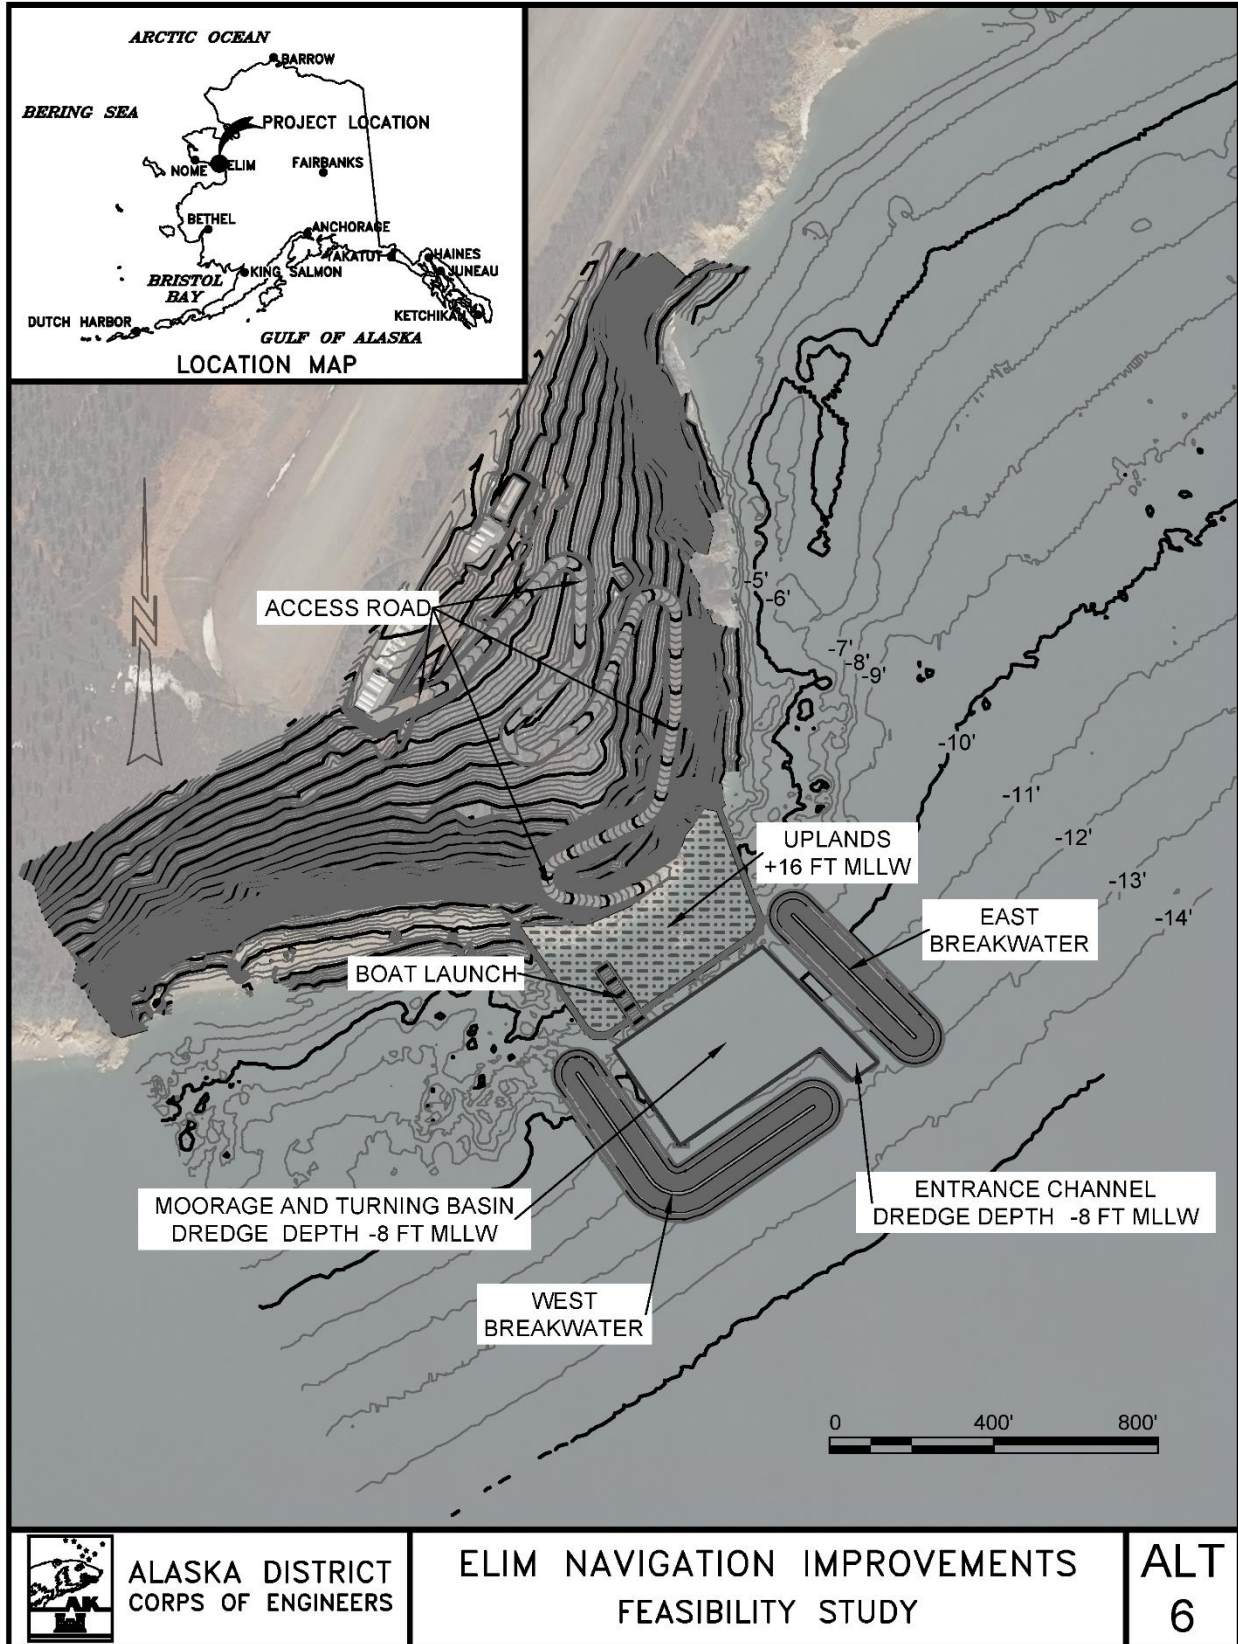 ARCTIC OCEAN
BARROW
BERING SEA
PROJECT LOCATION
NOME
ELIM
FAIRBANKS
BETHEL
ANCHORAGE
YAKATUT
HAINES
JUNEAU
BRISTOL
BAY
KING SALMON
KETCHIKAN
DUTCH HARBOR
GULF OF ALASKA
LOCATION MAP
N
ACCESS ROAD
-5'
-6'
-7'
-8'
-9'
-10'
-11'
-12'
-13'
-14'
UPLANDS
+16 FT MLLW
EAST
BREAKWATER
BOAT LAUNCH
MOORAGE AND TURNING BASIN
DREDGE DEPTH -8 FT MLLW
ENTRANCE CHANNEL
DREDGE DEPTH -8 FT MLLW
WEST
BREAKWATER
0 400' 800'
AK
ALASKA DISTRICT
CORPS OF ENGINEERS
ELIM NAVIGATION IMPROVEMENTS
FEASIBILITY STUDY
ALT
6